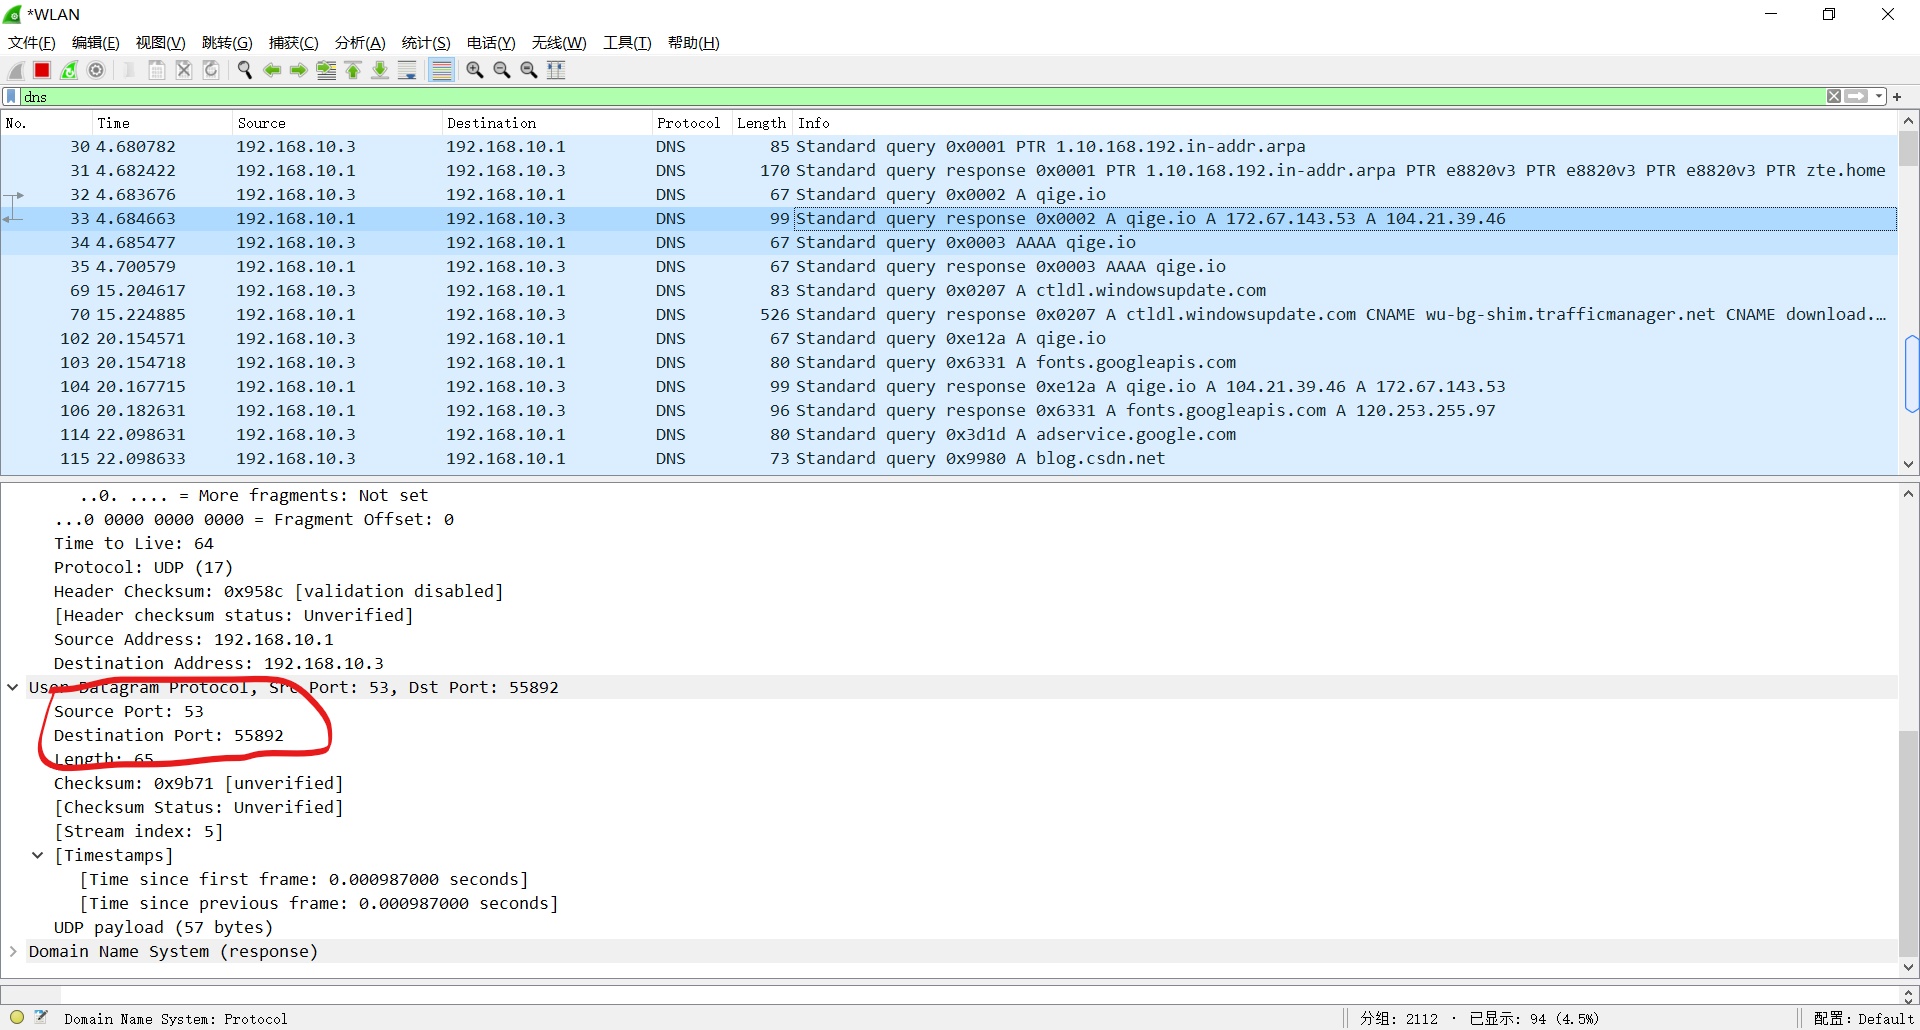 *WLAN
文件(F) 编辑(E) 视图(V) 跳转(G) 捕获(C) 分析(A) 统计(S) 电话(Y) 无线(W) 工具(T) 帮助(H)
dns
No. Time Source Destination Protocol Length Info
30 4.680782 192.168.10.3 192.168.10.1 DNS 85 Standard query 0x0001 PTR 1.10.168.192.in-addr.arpa
31 4.682422 192.168.10.1 192.168.10.3 DNS 170 Standard query response 0x0001 PTR 1.10.168.192.in-addr.arpa PTR e8820v3 PTR e8820v3 PTR e8820v3 PTR zte.home
32 4.683676 192.168.10.3 192.168.10.1 DNS 67 Standard query 0x0002 A qige.io
33 4.684663 192.168.10.1 192.168.10.3 DNS 99 Standard query response 0x0002 A qige.io A 172.67.143.53 A 104.21.39.46
34 4.685477 192.168.10.3 192.168.10.1 DNS 67 Standard query 0x0003 AAAA qige.io
35 4.700579 192.168.10.1 192.168.10.3 DNS 67 Standard query response 0x0003 AAAA qige.io
69 15.204617 192.168.10.3 192.168.10.1 DNS 83 Standard query 0x0207 A ctldl.windowsupdate.com
70 15.224885 192.168.10.1 192.168.10.3 DNS 526 Standard query response 0x0207 A ctldl.windowsupdate.com CNAME wu-bg-shim.trafficmanager.net CNAME download.…
102 20.154571 192.168.10.3 192.168.10.1 DNS 67 Standard query 0xe12a A qige.io
103 20.154718 192.168.10.3 192.168.10.1 DNS 80 Standard query 0x6331 A fonts.googleapis.com
104 20.167715 192.168.10.1 192.168.10.3 DNS 99 Standard query response 0xe12a A qige.io A 104.21.39.46 A 172.67.143.53
106 20.182631 192.168.10.1 192.168.10.3 DNS 96 Standard query response 0x6331 A fonts.googleapis.com A 120.253.255.97
114 22.098631 192.168.10.3 192.168.10.1 DNS 80 Standard query 0x3d1d A adservice.google.com
115 22.098633 192.168.10.3 192.168.10.1 DNS 73 Standard query 0x9980 A blog.csdn.net
..0. .... = More fragments: Not set
...0 0000 0000 0000 = Fragment Offset: 0
Time to Live: 64
Protocol: UDP (17)
Header Checksum: 0x958c [validation disabled]
[Header checksum status: Unverified]
Source Address: 192.168.10.1
Destination Address: 192.168.10.3
User Datagram Protocol, Src Port: 53, Dst Port: 55892
Source Port: 53
Destination Port: 55892
Length: 65
Checksum: 0x9b71 [unverified]
[Checksum Status: Unverified]
[Stream index: 5]
[Timestamps]
[Time since first frame: 0.000987000 seconds]
[Time since previous frame: 0.000987000 seconds]
UDP payload (57 bytes)
Domain Name System (response)
Domain Name System: Protocol 分组: 2112 · 已显示: 94 (4.5%) 配置: Default